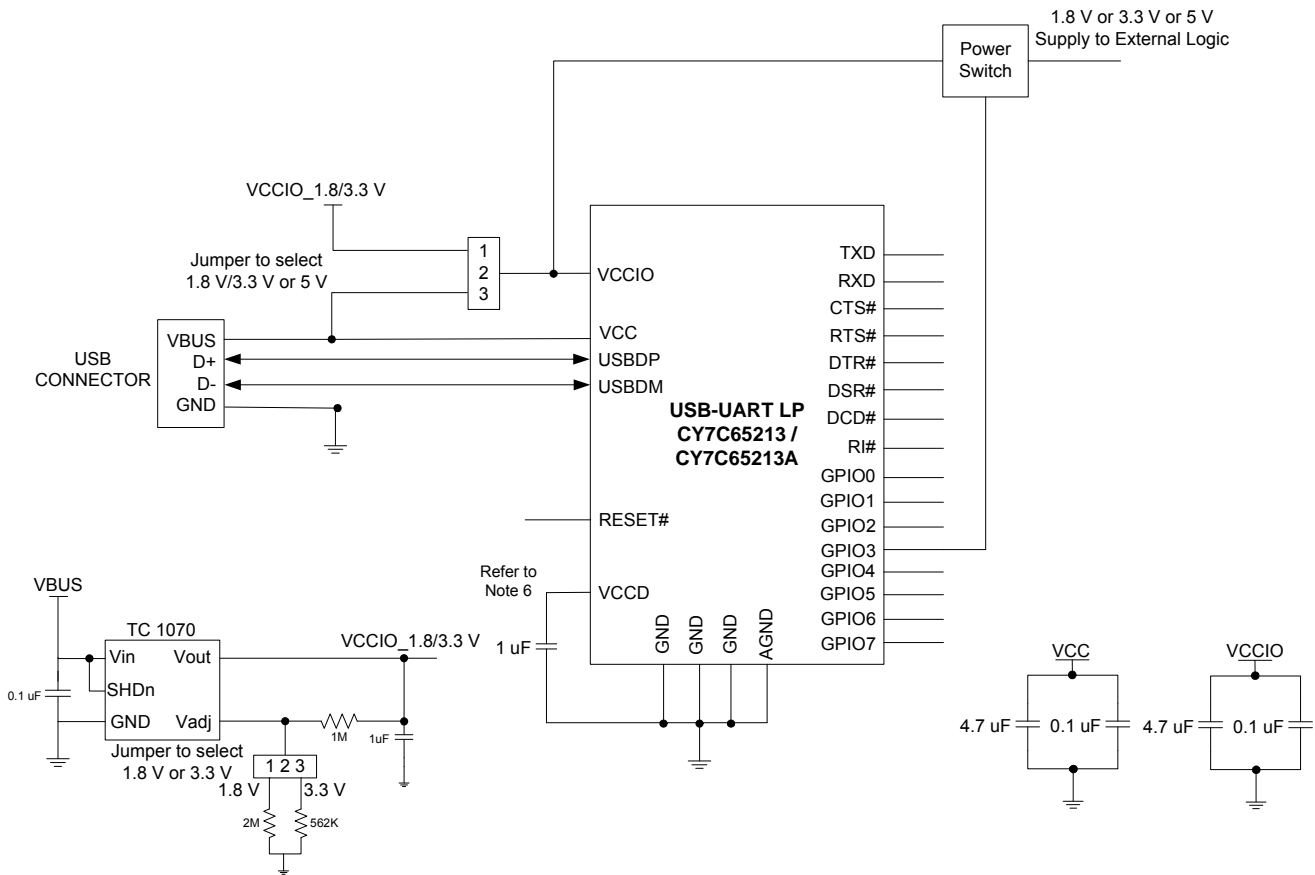 1.8 V or 3.3 V or 5 V
Supply to External Logic
Power
Switch
VCCIO_1.8/3.3 V
Jumper to select
1.8 V/3.3 V or 5 V
1
2
3
USB
CONNECTOR
VBUS
D+
D-
GND
VCCIO
VCC
USBDP
USBDM
RESET#
VCCD
USB-UART LP
CY7C65213 /
CY7C65213A
TXD
RXD
CTS#
RTS#
DTR#
DSR#
DCD#
RI#
GPIO0
GPIO1
GPIO2
GPIO3
GPIO4
GPIO5
GPIO6
GPIO7
GND
GND
GND
AGND
Refer to
Note 6
1 uF
VBUS
TC 1070
Vin
Vout
SHDn
GND
Vadj
VCCIO_1.8/3.3 V
0.1 uF
1M
1uF
Jumper to select
1.8 V or 3.3 V
1 2 3
1.8 V
3.3 V
2M
562K
VCC
4.7 uF
0.1 uF
VCCIO
4.7 uF
0.1 uF